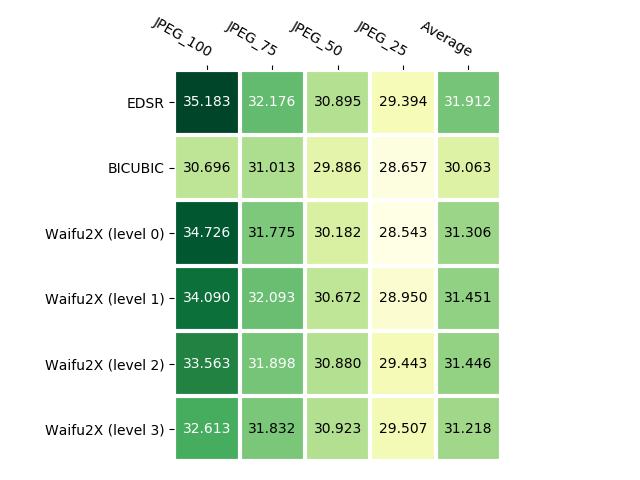 JPEG_100 JPEG_75 JPEG_50 JPEG_25 Average
EDSR 35.183 32.176 30.895 29.394 31.912
BICUBIC 30.696 31.013 29.886 28.657 30.063
Waifu2X (level 0) 34.726 31.775 30.182 28.543 31.306
Waifu2X (level 1) 34.090 32.093 30.672 28.950 31.451
Waifu2X (level 2) 33.563 31.898 30.880 29.443 31.446
Waifu2X (level 3) 32.613 31.832 30.923 29.507 31.218